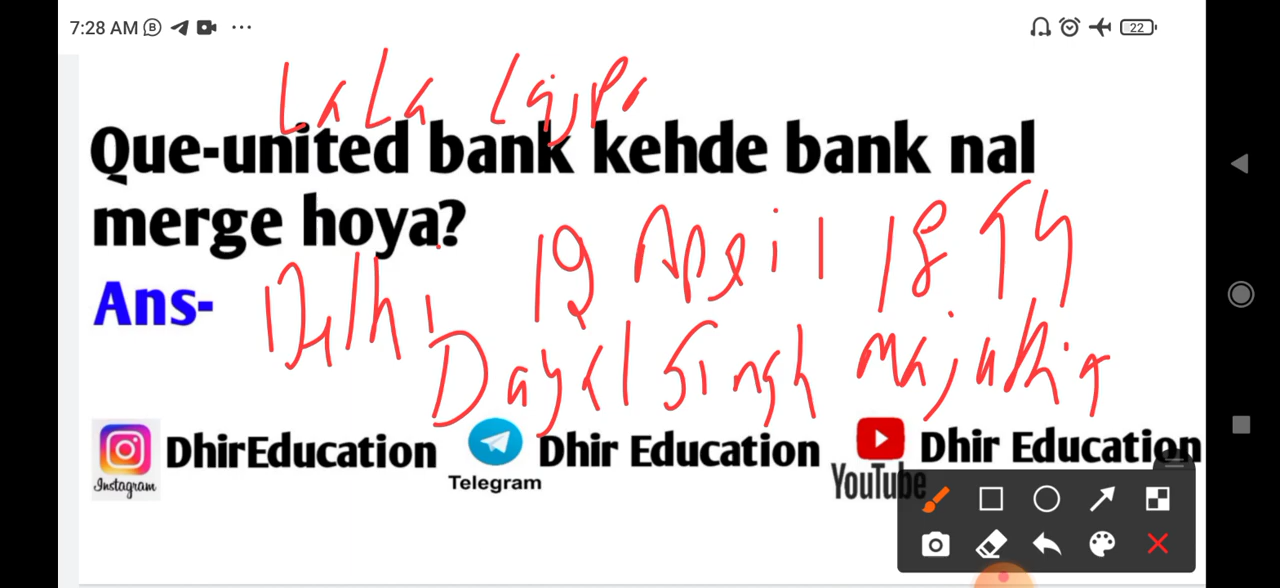 7:28 AM
22
LaLa Lajpa
Que-united bank kehde bank nal
merge hoya?
19 April
Ans-
Delhi
Dayal Singh Majithia
DhirEducation
Dhir Education
Dhir Education
Instagram
Telegram
YouTube